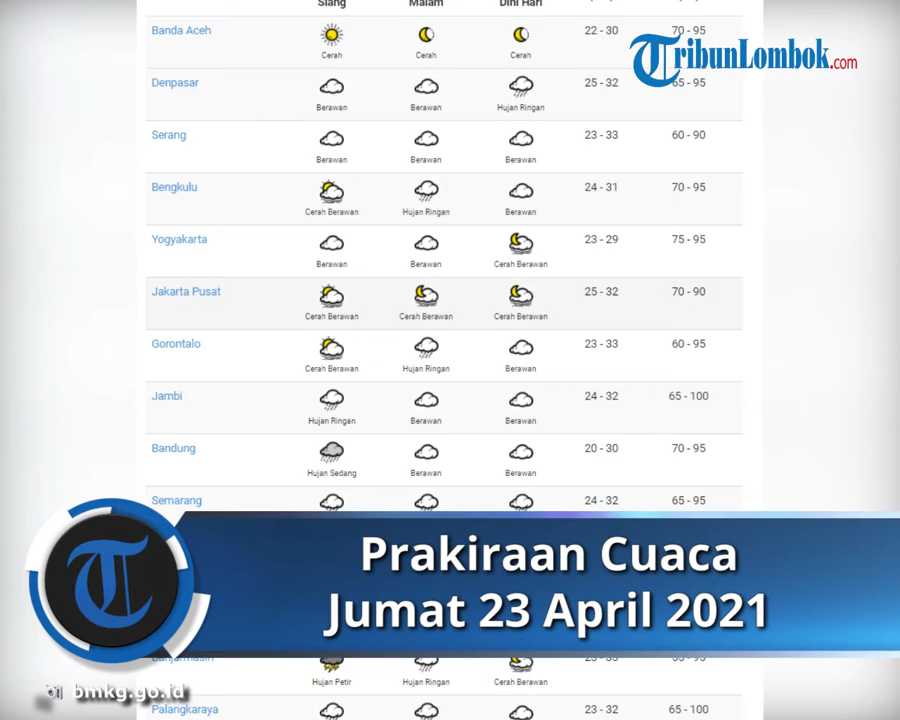 Siang Malam Dini Hari
Banda Aceh 22 - 30 70 - 95
Cerah Cerah Cerah
TribunLombok.com
Denpasar 25 - 32 65 - 95
Berawan Berawan Hujan Ringan
Serang 23 - 33 60 - 90
Berawan Berawan Berawan
Bengkulu 24 - 31 70 - 95
Cerah Berawan Hujan Ringan Berawan
Yogyakarta 23 - 29 75 - 95
Berawan Berawan Cerah Berawan
Jakarta Pusat 25 - 32 70 - 90
Cerah Berawan Cerah Berawan Cerah Berawan
Gorontalo 23 - 33 60 - 95
Cerah Berawan Hujan Ringan Berawan
Jambi 24 - 32 65 - 100
Hujan Ringan Berawan Berawan
Bandung 20 - 30 70 - 95
Hujan Sedang Berawan Berawan
Semarang 24 - 32 65 - 95
Prakiraan Cuaca
Jumat 23 April 2021
Banjarmasin
Hujan Petir Hujan Ringan Cerah Berawan
bmkg.go.id
Palangkaraya 23 - 32 65 - 100